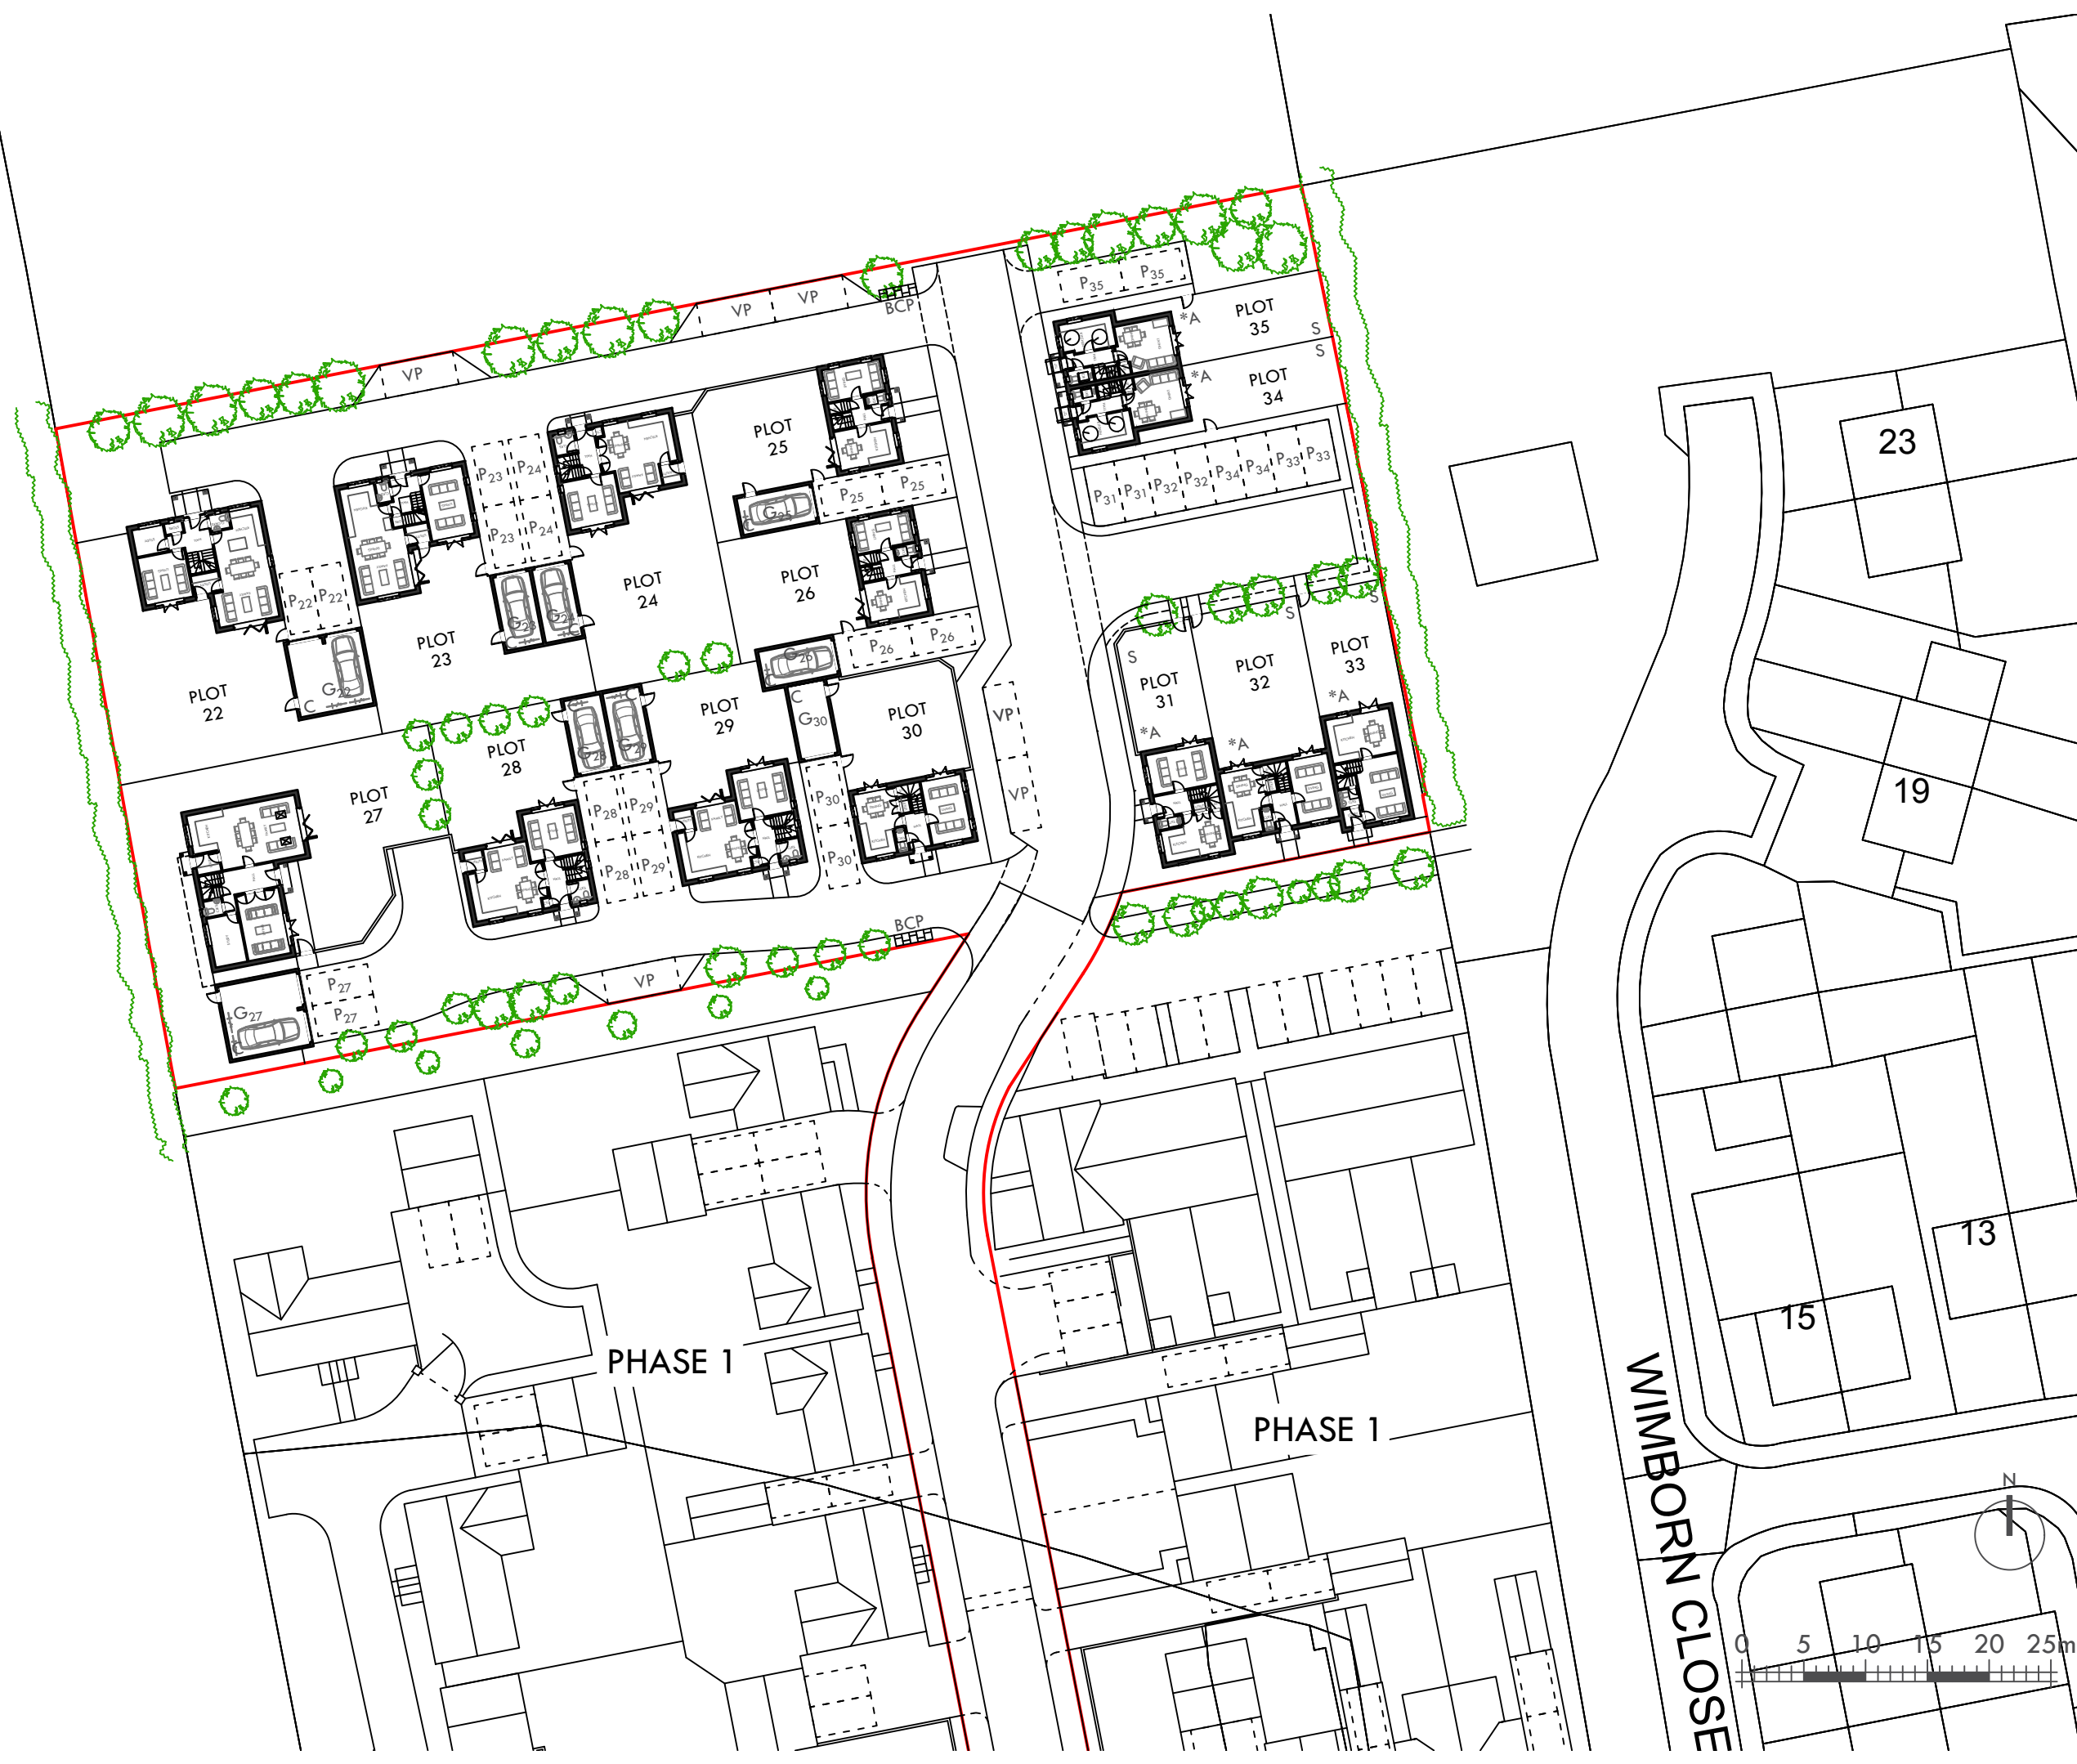 VP
VP
VP
BCP
P35
P35
*A
PLOT
35
S
S
*A
PLOT
34
P31
P31
P32
P32
P34
P34
P33
P33
PLOT
25
P23
P24
P23
P24
P25
P25
G25
C
PLOT
26
P26
P26
G26
P22
P22
G23
G24
PLOT
24
PLOT
23
PLOT
22
G22
C
S
S
S
PLOT
31
PLOT
32
PLOT
33
*A
*A
*A
PLOT
28
G28
G29
PLOT
29
C
G30
PLOT
30
VP
VP
PLOT
27
P28
P29
P28
P29
P30
P30
BCP
VP
P27
P27
G27
C
23
19
13
15
PHASE 1
PHASE 1
WIMBORN CLOSE
N
0 5 10 15 20 25m